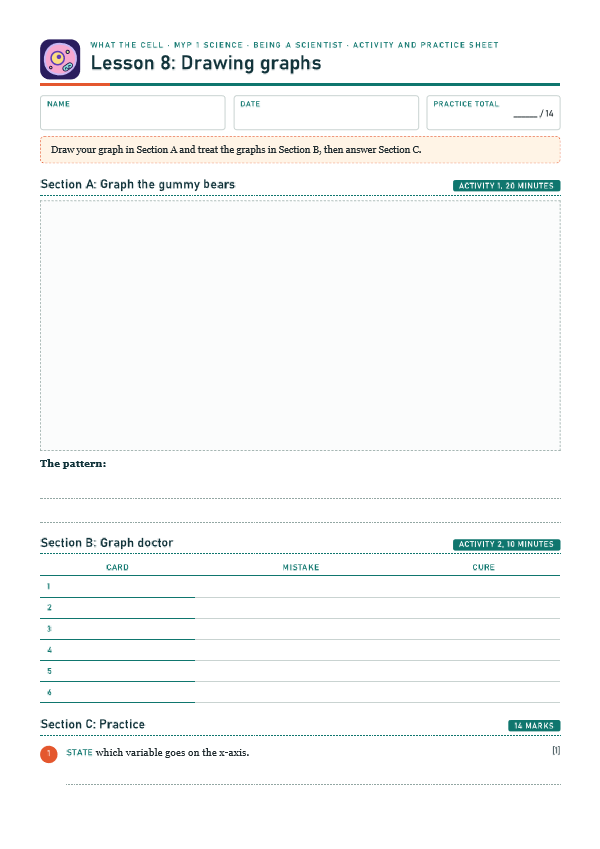 WHAT THE CELL · MYP 1 SCIENCE · BEING A SCIENTIST · ACTIVITY AND PRACTICE SHEET
Lesson 8: Drawing graphs
NAME
DATE
PRACTICE TOTAL
_____ / 14
Draw your graph in Section A and treat the graphs in Section B, then answer Section C.
Section A: Graph the gummy bears
ACTIVITY 1, 20 MINUTES
The pattern:
Section B: Graph doctor
ACTIVITY 2, 10 MINUTES
CARD MISTAKE CURE
1
2
3
4
5
6
Section C: Practice
14 MARKS
1 STATE which variable goes on the x-axis. [1]